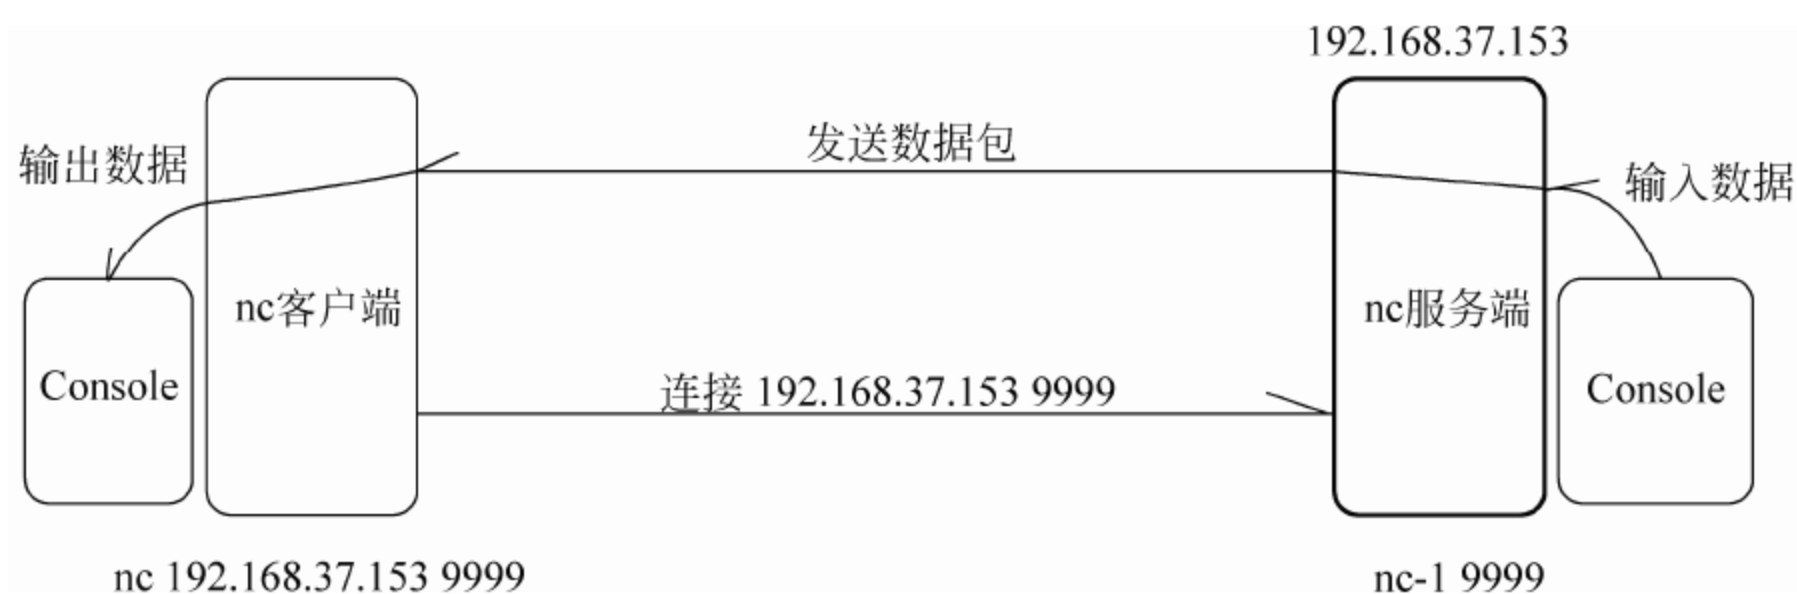 192.168.37.153
发送数据包
输出数据
输入数据
nc客户端
nc服务端
Console
连接 192.168.37.153 9999
Console
nc 192.168.37.153 9999
nc-1 9999